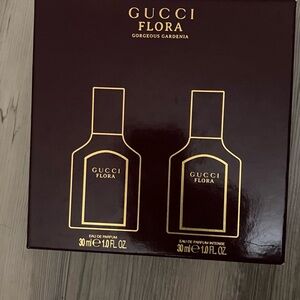 GUCCI
FLORA
GORGEOUS GARDENIA
GUCCI
FLORA
GUCCI
FLORA
EAU DE PARFUM
30 ml ℮ 1.0 FL. OZ.
EAU DE PARFUM INTENSE
30 ml ℮ 1.0 FL. OZ.